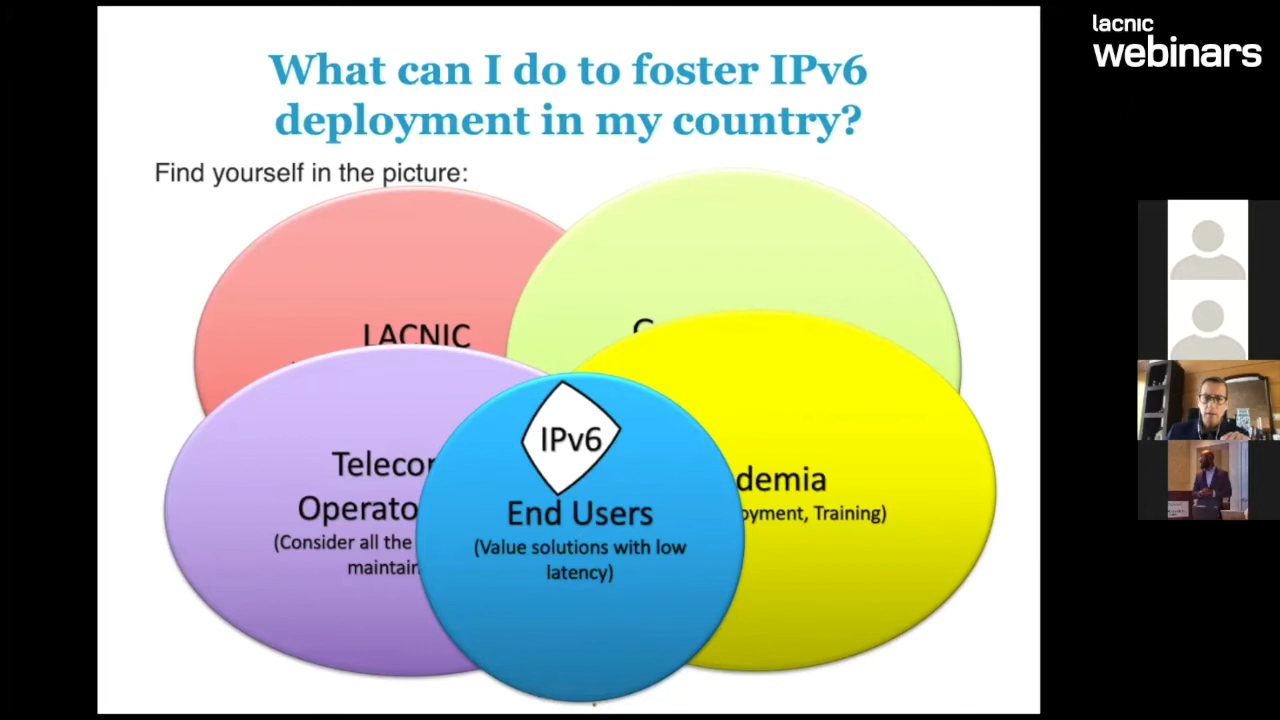 lacnic
webinars
What can I do to foster IPv6
deployment in my country?
Find yourself in the picture:
LACNIC
IPv6
Telecor
demia
Operato
End Users
oyment, Training)
(Consider all the
(Value solutions with low
maintain
latency)